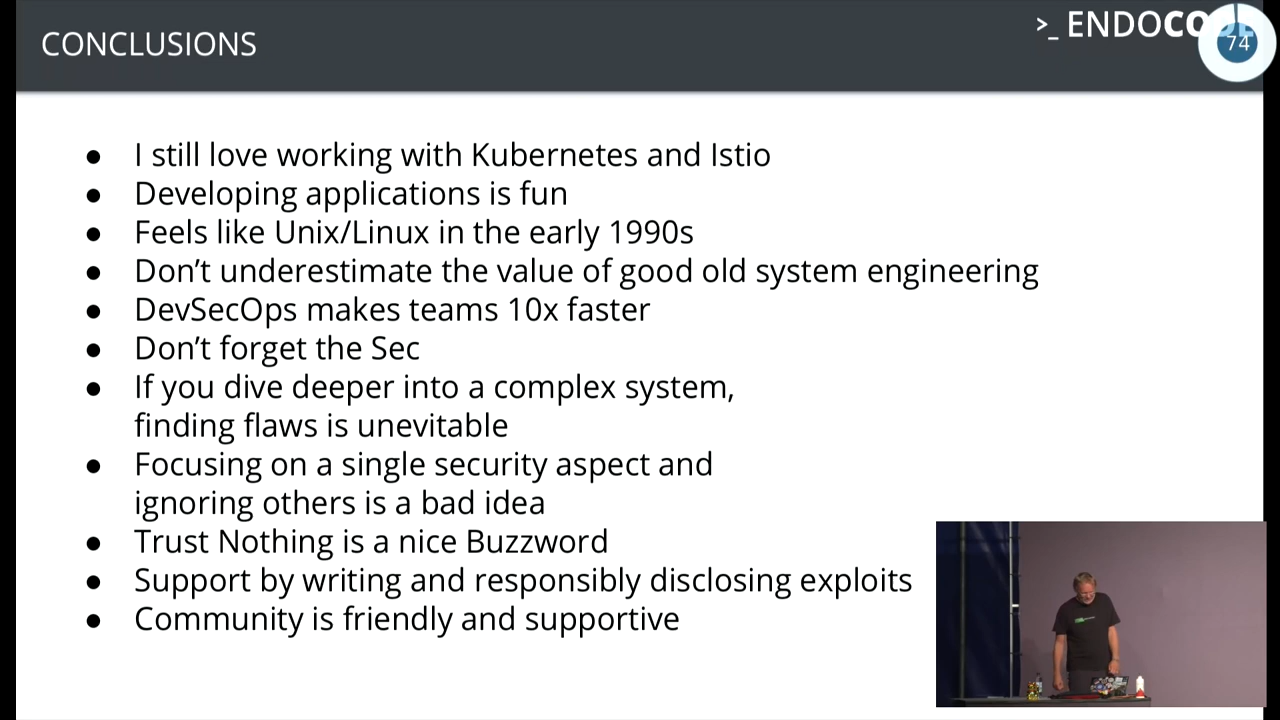 CONCLUSIONS
>_ ENDOCO
74
● I still love working with Kubernetes and Istio
● Developing applications is fun
● Feels like Unix/Linux in the early 1990s
● Don’t underestimate the value of good old system engineering
● DevSecOps makes teams 10x faster
● Don’t forget the Sec
● If you dive deeper into a complex system,
finding flaws is unevitable
● Focusing on a single security aspect and
ignoring others is a bad idea
● Trust Nothing is a nice Buzzword
● Support by writing and responsibly disclosing exploits
● Community is friendly and supportive